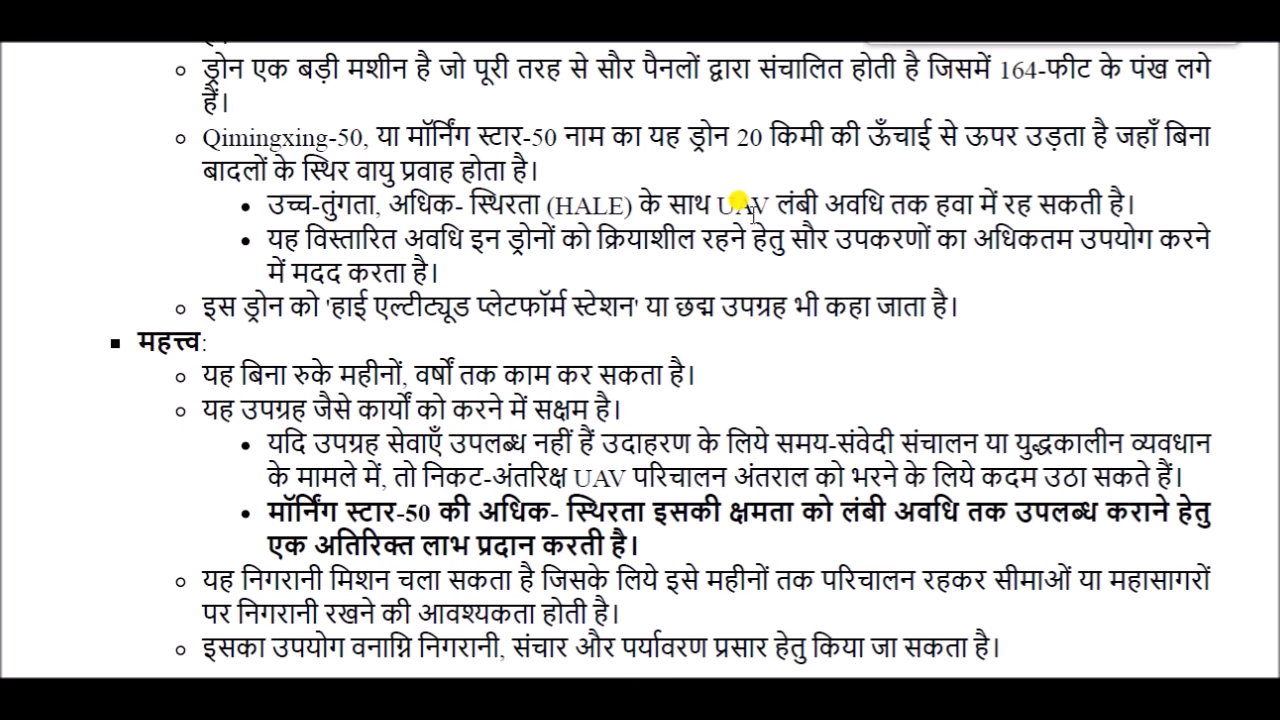 ड्रोन एक बड़ी मशीन है जो पूरी तरह से सौर पैनलों द्वारा संचालित होती है जिसमें 164-फीट के पंख लगे
हैं।
Qimingxing-50, या मॉर्निंग स्टार-50 नाम का यह ड्रोन 20 किमी की ऊँचाई से ऊपर उड़ता है जहाँ बिना
बादलों के स्थिर वायु प्रवाह होता है।
उच्च-तुंगता, अधिक- स्थिरता (HALE) के साथ UAV लंबी अवधि तक हवा में रह सकती है।
यह विस्तारित अवधि इन ड्रोनों को क्रियाशील रहने हेतु सौर उपकरणों का अधिकतम उपयोग करने
में मदद करता है।
इस ड्रोन को 'हाई एल्टीट्यूड प्लेटफॉर्म स्टेशन' या छद्म उपग्रह भी कहा जाता है।
महत्त्व:
यह बिना रुके महीनों, वर्षों तक काम कर सकता है।
यह उपग्रह जैसे कार्यों को करने में सक्षम है।
यदि उपग्रह सेवाएँ उपलब्ध नहीं हैं उदाहरण के लिये समय-संवेदी संचालन या युद्धकालीन व्यवधान
के मामले में, तो निकट-अंतरिक्ष UAV परिचालन अंतराल को भरने के लिये कदम उठा सकते हैं।
मॉर्निंग स्टार-50 की अधिक- स्थिरता इसकी क्षमता को लंबी अवधि तक उपलब्ध कराने हेतु
एक अतिरिक्त लाभ प्रदान करती है।
यह निगरानी मिशन चला सकता है जिसके लिये इसे महीनों तक परिचालन रहकर सीमाओं या महासागरों
पर निगरानी रखने की आवश्यकता होती है।
इसका उपयोग वनाग्नि निगरानी, संचार और पर्यावरण प्रसार हेतु किया जा सकता है।